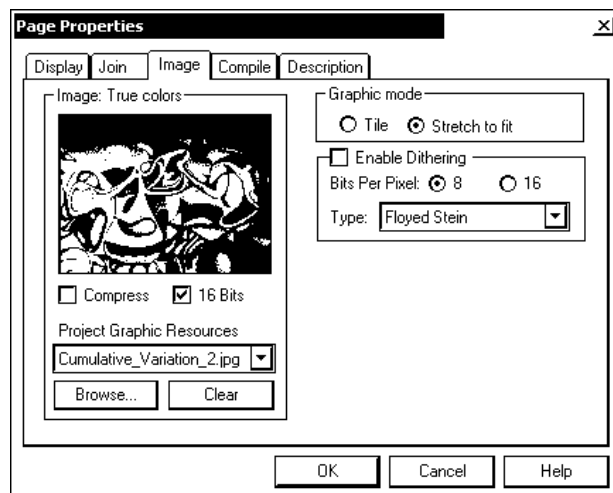 Page Properties
Display Join Image Compile Description
Image: True colors
Compress 16 Bits
Project Graphic Resources
Cumulative_Variation_2.jpg
Browse... Clear
Graphic mode
Tile Stretch to fit
Enable Dithering
Bits Per Pixel: 8 16
Type: Floyed Stein
OK Cancel Help